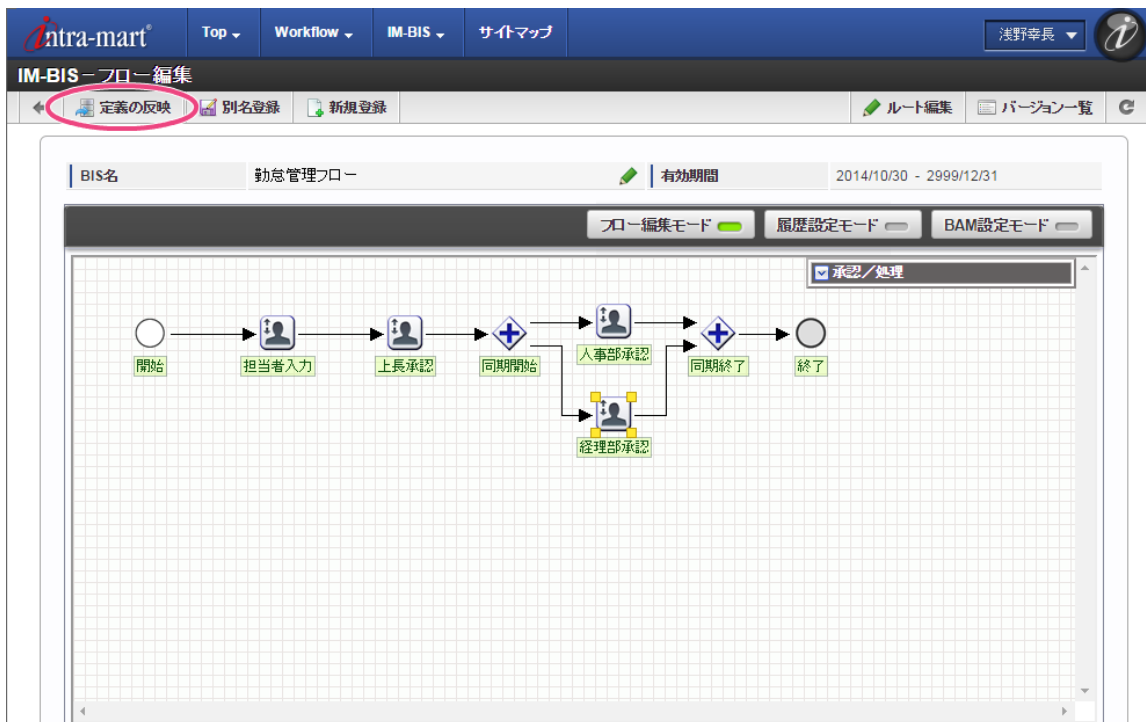 intra-mart® Top Workflow IM-BIS サイトマップ 浅野幸長
IM-BIS－フロー編集
定義の反映 別名登録 新規登録 ルート編集 バージョン一覧
BIS名 勤怠管理フロー 有効期間 2014/10/30 - 2999/12/31
フロー編集モード 履歴設定モード BAM設定モード
承認／処理
開始 担当者入力 上長承認 同期開始 人事部承認 同期終了 終了
経理部承認